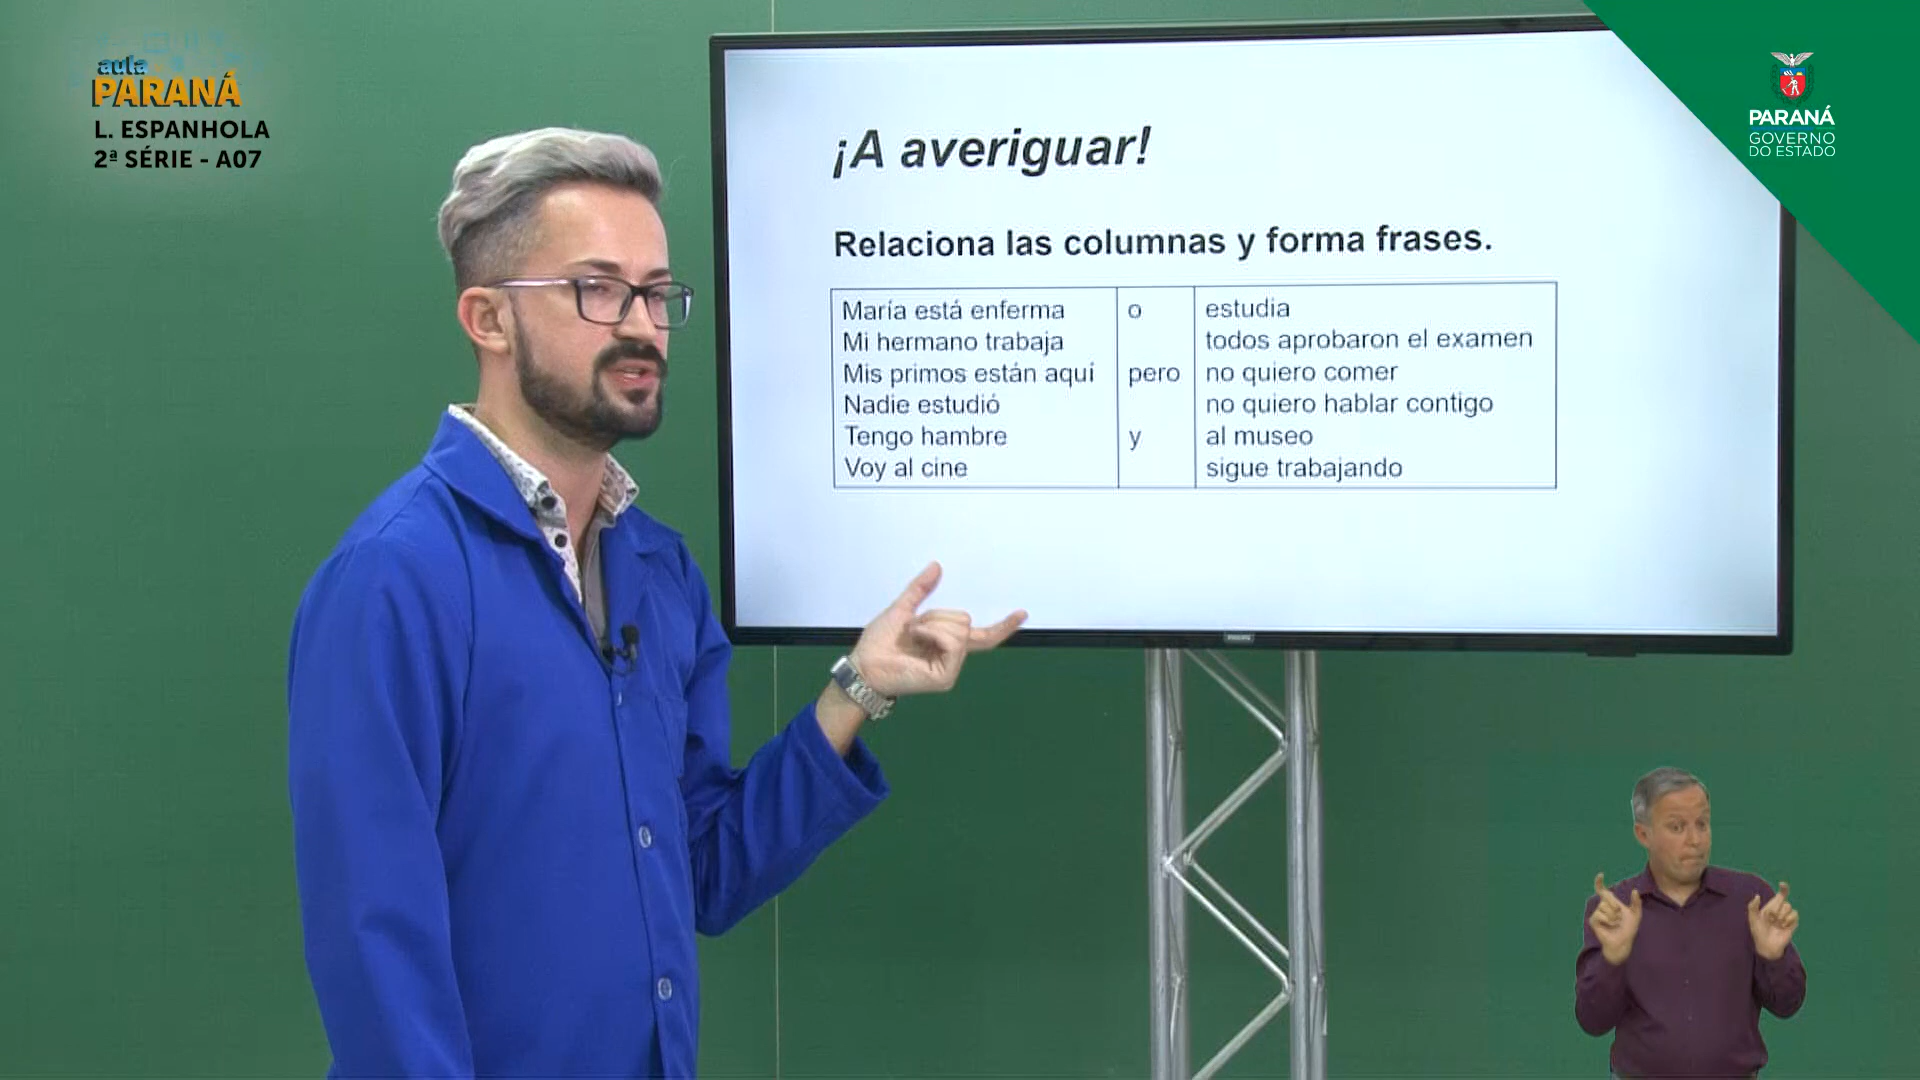 aula
PARANÁ
L. ESPANHOLA
2ª SÉRIE - A07
¡A averiguar!
Relaciona las columnas y forma frases.
María está enferma o estudia
Mi hermano trabaja todos aprobaron el examen
Mis primos están aquí pero no quiero comer
Nadie estudió no quiero hablar contigo
Tengo hambre y al museo
Voy al cine sigue trabajando
PARANÁ
GOVERNO
DO ESTADO